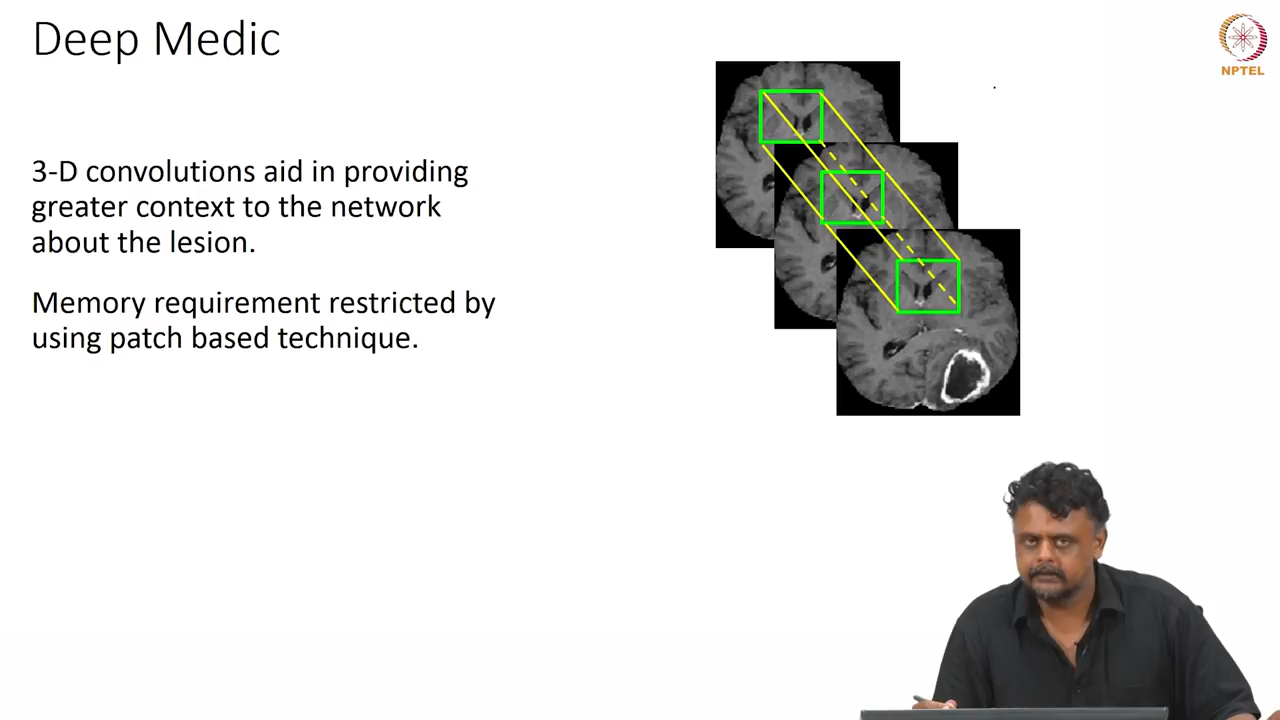 Deep Medic
NPTEL
3-D convolutions aid in providing
greater context to the network
about the lesion.
Memory requirement restricted by
using patch based technique.